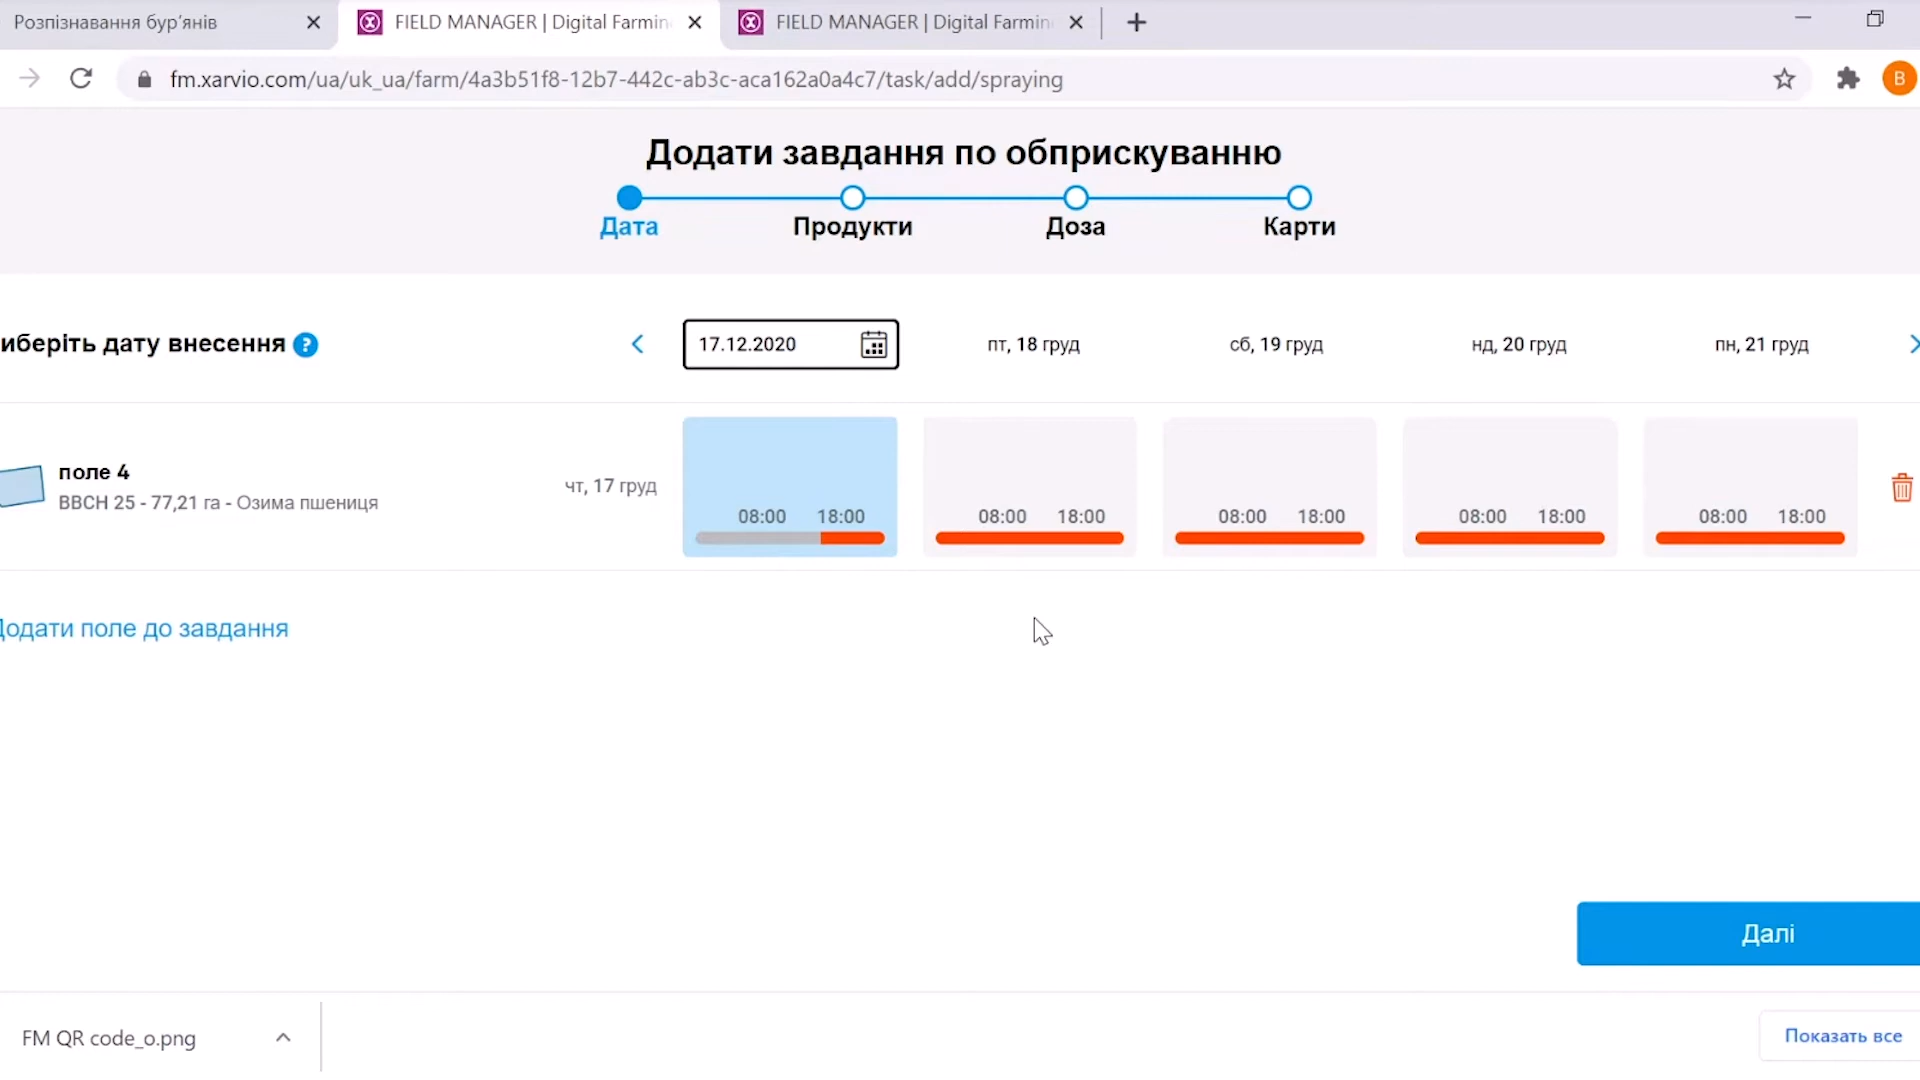 Розпізнавання бур’янів
FIELD MANAGER | Digital Farmin
FIELD MANAGER | Digital Farmin
fm.xarvio.com/ua/uk_ua/farm/4a3b51f8-12b7-442c-ab3c-aca162a0a4c7/task/add/spraying
B
Додати завдання по обприскуванню
Дата Продукти Доза Карти
иберіть дату внесення ?
17.12.2020 пт, 18 груд сб, 19 груд нд, 20 груд пн, 21 груд
поле 4
BBCH 25 - 77,21 га - Озима пшениця
чт, 17 груд
08:00 18:00 08:00 18:00 08:00 18:00 08:00 18:00 08:00 18:00
Додати поле до завдання
Далі
FM QR code_o.png
Показать все